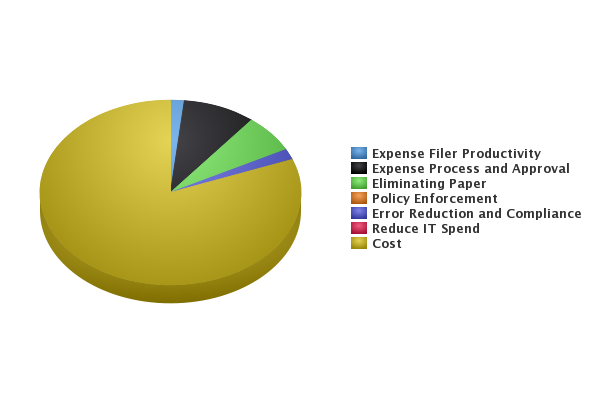 Expense Filer Productivity
Expense Process and Approval
Eliminating Paper
Policy Enforcement
Error Reduction and Compliance
Reduce IT Spend
Cost